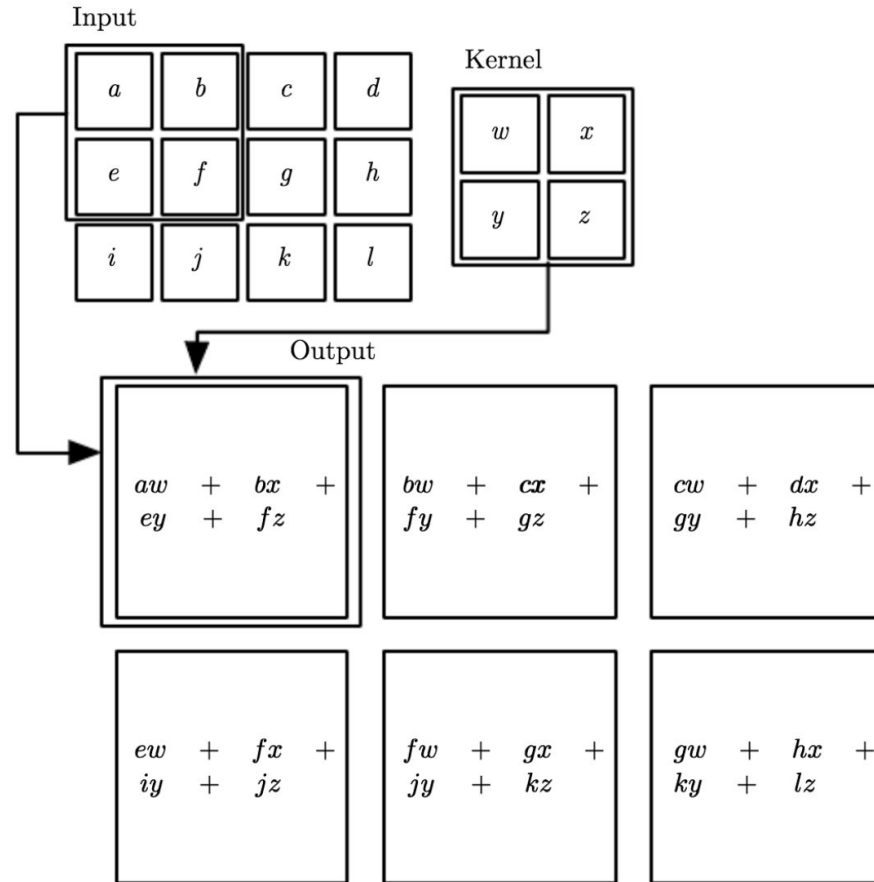 Input
a b c d
e f g h
i j k l
Kernel
w x
y z
Output
aw + bx +
ey + fz
bw + cx +
fy + gz
cw + dx +
gy + hz
ew + fx +
iy + jz
fw + gx +
jy + kz
gw + hx +
ky + lz